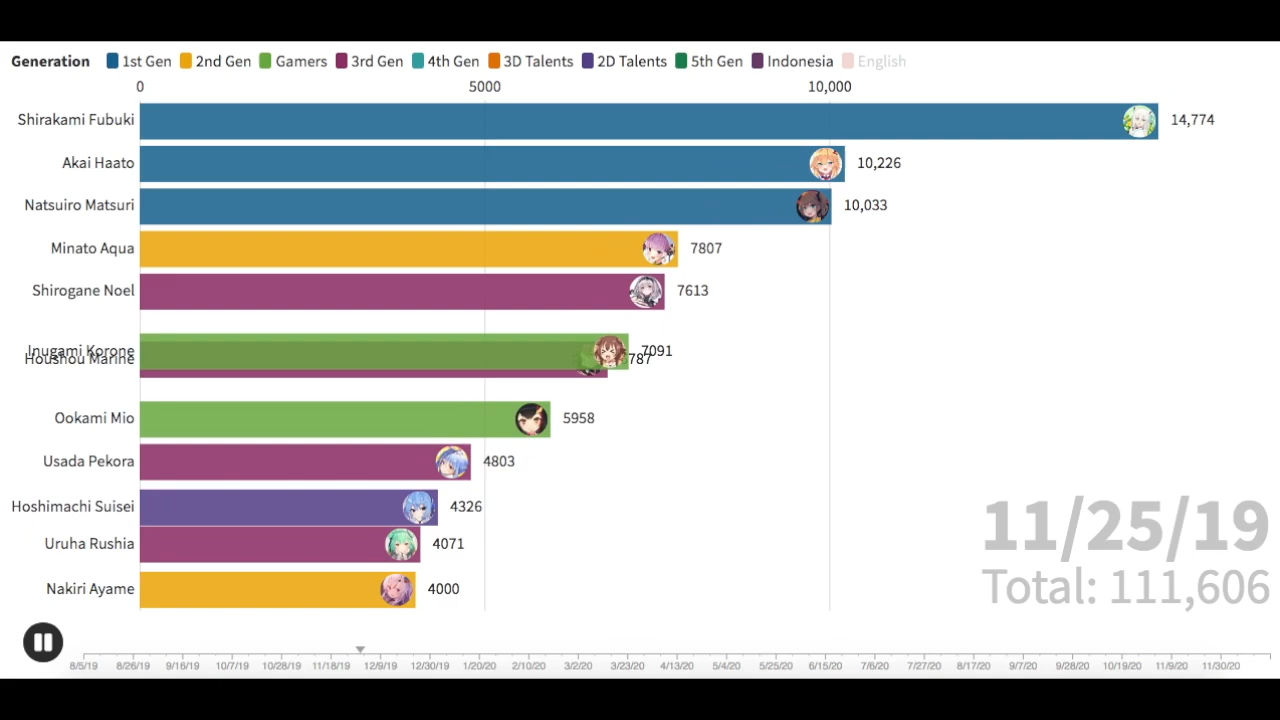 Generation 1st Gen 2nd Gen Gamers 3rd Gen 4th Gen 3D Talents 2D Talents 5th Gen Indonesia English
0 5000 10,000
Shirakami Fubuki 14,774
Akai Haato 10,226
Natsuiro Matsuri 10,033
Minato Aqua 7807
Shirogane Noel 7613
Inugami Korone 7091
Houshou Marine 787
Ookami Mio 5958
Usada Pekora 4803
Hoshimachi Suisei 4326
Uruha Rushia 4071
Nakiri Ayame 4000
11/25/19
Total: 111,606
8/5/19 8/26/19 9/16/19 10/7/19 10/28/19 11/18/19 12/9/19 12/30/19 1/20/20 2/10/20 3/2/20 3/23/20 4/13/20 5/4/20 5/25/20 6/15/20 7/6/20 7/27/20 8/17/20 9/7/20 9/28/20 10/19/20 11/9/20 11/30/20